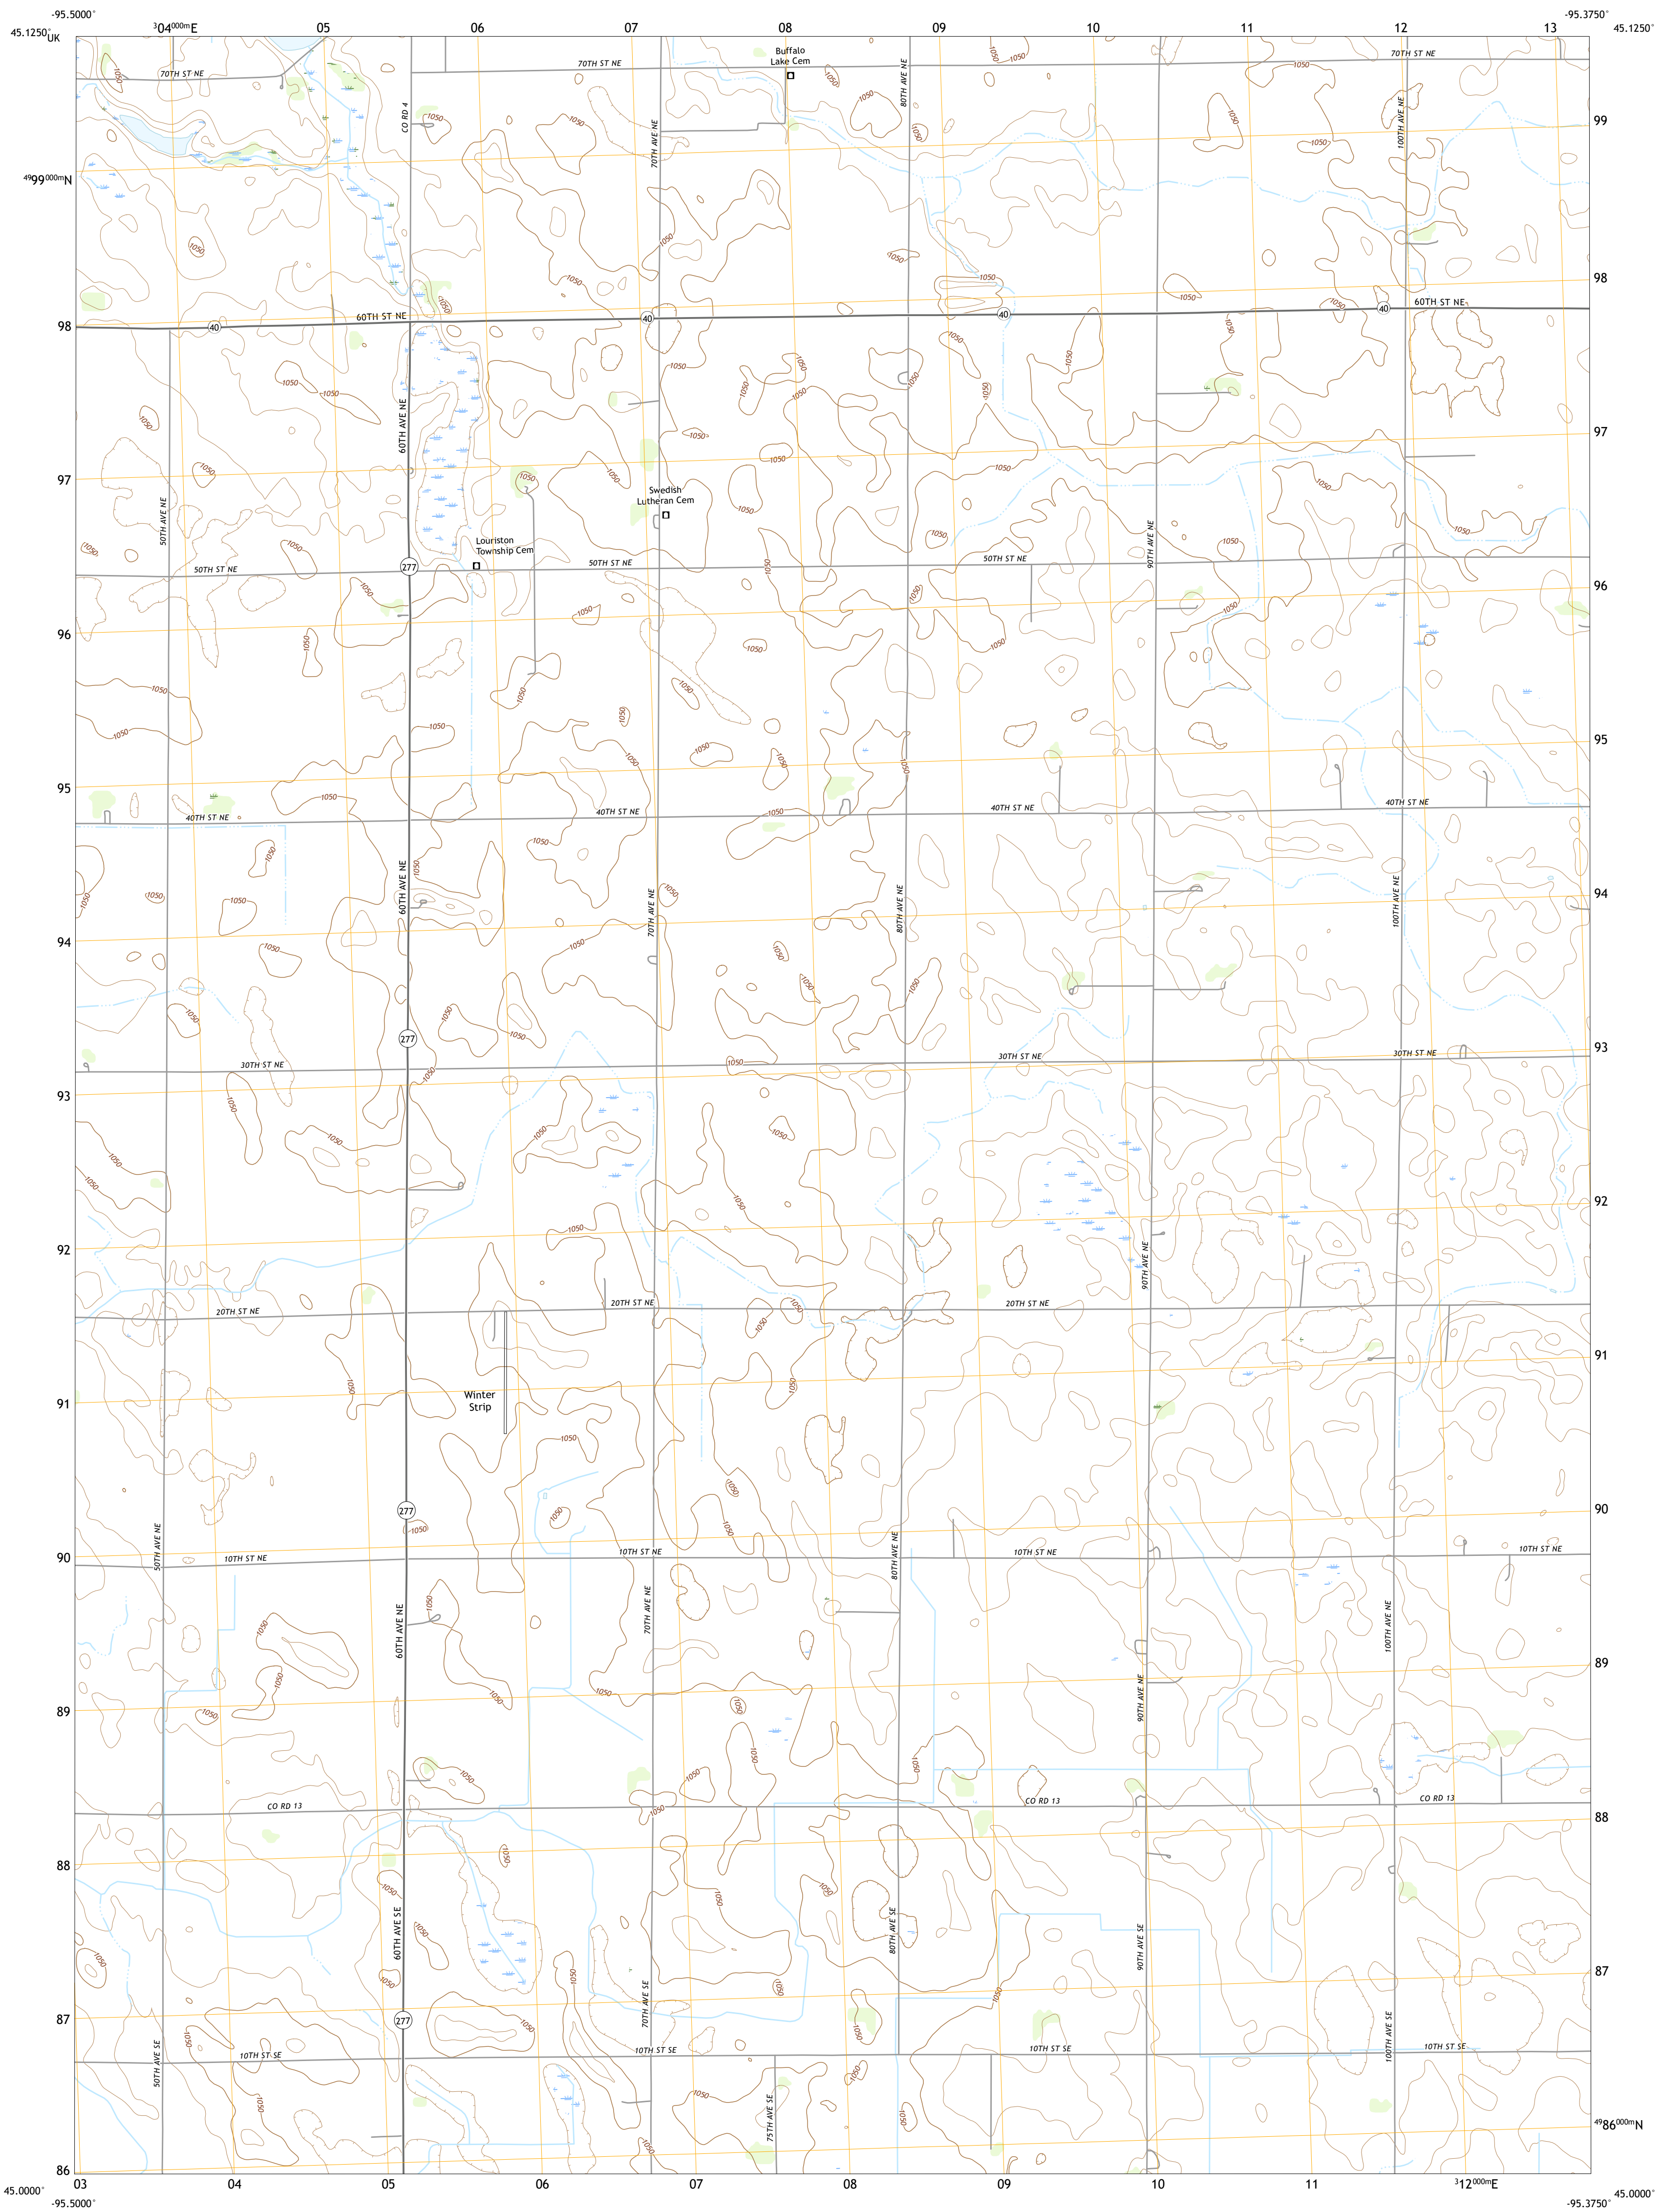 -95.5000°
-95.3750°
45.1250°
UK
³04⁰⁰⁰ᵐE
05
06
07
08
09
10
11
12
13
45.1250°
Buffalo
Lake Cem
70TH ST NE
70TH ST NE
70TH ST NE
CO RD 4
70TH AVE NE
80TH AVE NE
100TH AVE NE
99
⁴⁹99⁰⁰⁰ᵐN
98
60TH ST NE
60TH ST NE
40
40
40
40
98
97
60TH AVE NE
97
50TH AVE NE
Swedish
Lutheran Cem
90TH AVE NE
Louriston
Township Cem
277
50TH ST NE
50TH ST NE
50TH ST NE
96
96
95
95
40TH ST NE
40TH ST NE
40TH ST NE
40TH ST NE
60TH AVE NE
70TH AVE NE
80TH AVE NE
100TH AVE NE
94
94
277
93
30TH ST NE
30TH ST NE
30TH ST NE
93
92
92
90TH AVE NE
20TH ST NE
20TH ST NE
20TH ST NE
91
91
Winter
Strip
277
90
90
50TH AVE NE
80TH AVE NE
10TH ST NE
10TH ST NE
10TH ST NE
10TH ST NE
60TH AVE NE
70TH AVE NE
100TH AVE NE
89
89
90TH AVE NE
CO RD 13
CO RD 13
CO RD 13
88
88
60TH AVE SE
80TH AVE SE
90TH AVE SE
87
87
277
70TH AVE SE
100TH AVE SE
50TH AVE SE
10TH ST SE
10TH ST SE
10TH ST SE
10TH ST SE
75TH AVE SE
⁴⁹86⁰⁰⁰ᵐN
86
03
04
05
06
07
08
09
10
11
³12⁰⁰⁰ᵐE
45.0000°
45.0000°
-95.5000°
-95.3750°